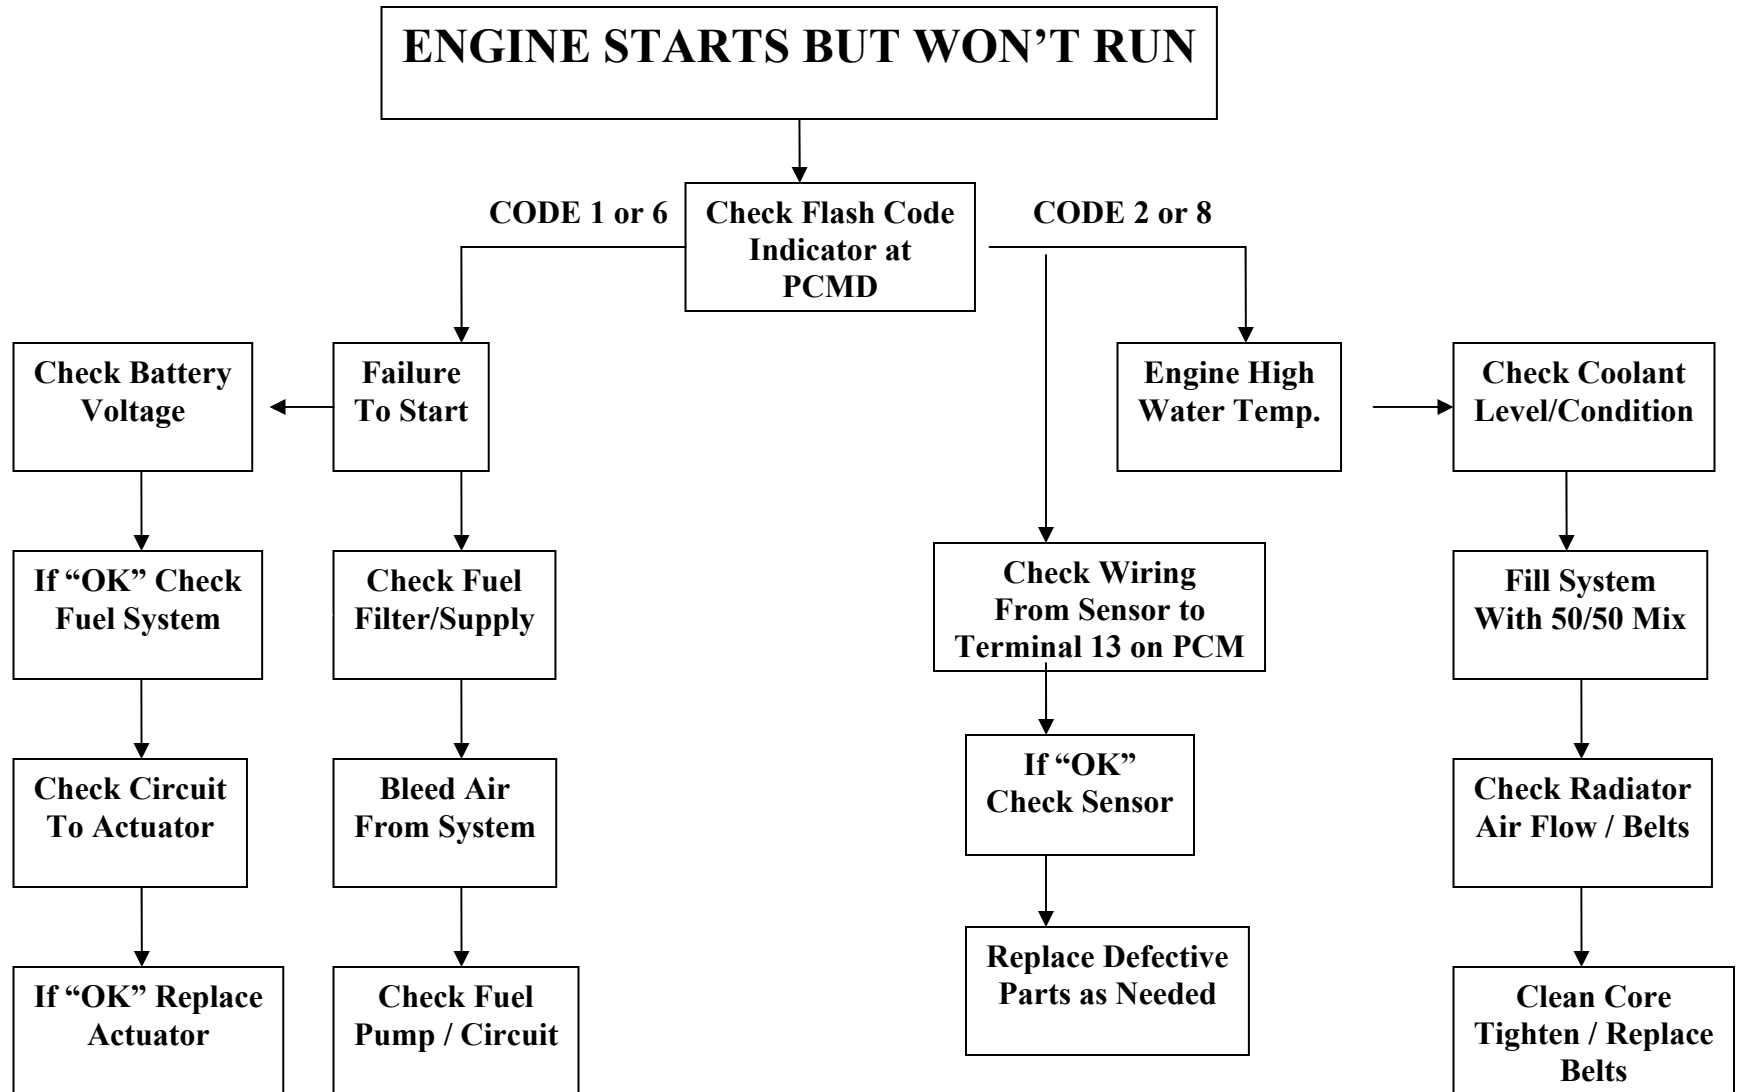 ENGINE STARTS BUT WON’T RUN
CODE 1 or 6
Check Flash Code
Indicator at
PCMD
CODE 2 or 8
Check Battery
Voltage
Failure
To Start
Engine High
Water Temp.
Check Coolant
Level/Condition
If “OK” Check
Fuel System
Check Fuel
Filter/Supply
Check Wiring
From Sensor to
Terminal 13 on PCM
Fill System
With 50/50 Mix
Check Circuit
To Actuator
Bleed Air
From System
If “OK”
Check Sensor
Check Radiator
Air Flow / Belts
If “OK” Replace
Actuator
Check Fuel
Pump / Circuit
Replace Defective
Parts as Needed
Clean Core
Tighten / Replace
Belts